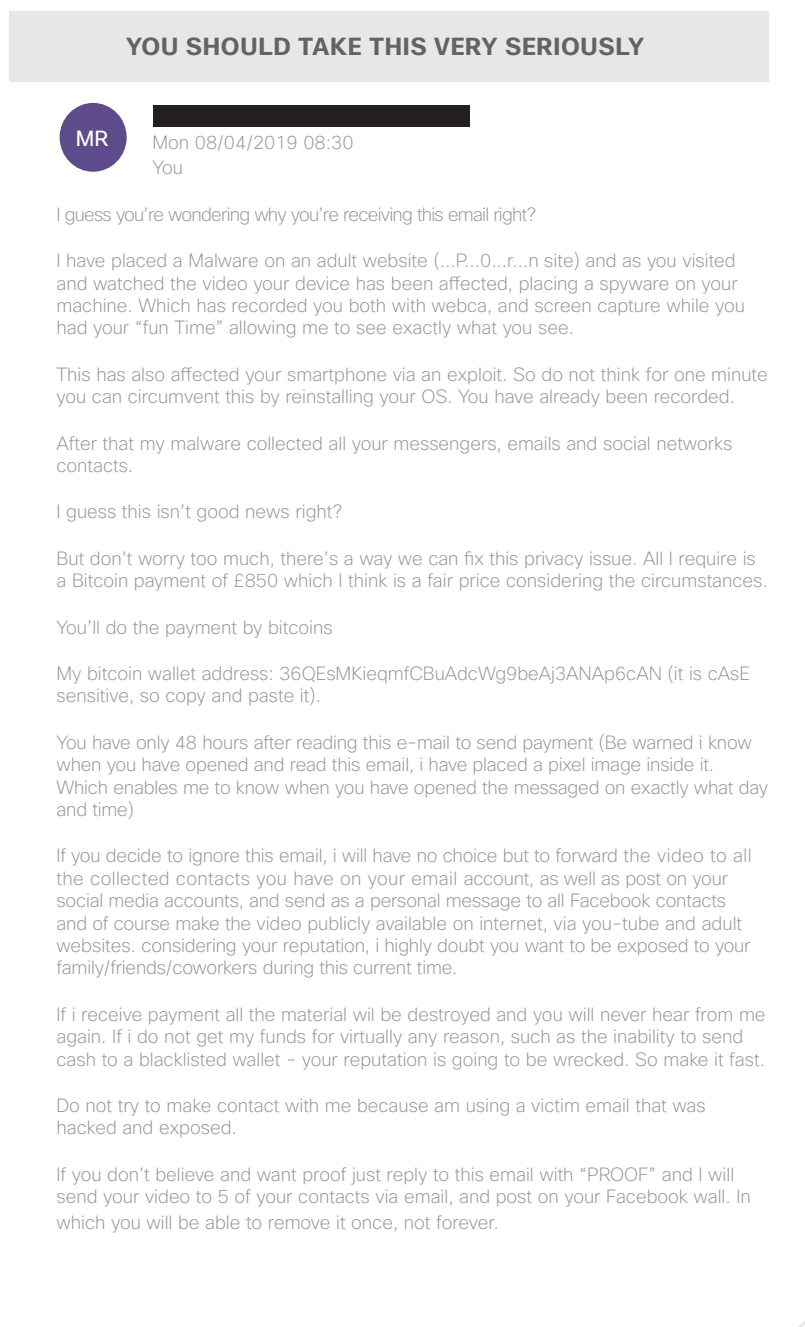 YOU SHOULD TAKE THIS VERY SERIOUSLY
MR
Mon 08/04/2019 08:30
You
I guess you're wondering why you're receiving this email right?
I have placed a Malware on an adult website (...P...0...r...n site) and as you visited
and watched the video your device has been affected, placing a spyware on your
machine. Which has recorded you both with webca, and screen capture while you
had your “fun Time” allowing me to see exactly what you see.
This has also affected your smartphone via an exploit. So do not think for one minute
you can circumvent this by reinstalling your OS. You have already been recorded.
After that my malware collected all your messengers, emails and social networks
contacts.
I guess this isn't good news right?
But don't worry too much, there's a way we can fix this privacy issue. All I require is
a Bitcoin payment of £850 which I think is a fair price considering the circumstances.
You'll do the payment by bitcoins
My bitcoin wallet address: 36QEsMKieqmfCBuAdcWg9beAj3ANAp6cAN (it is cAsE
sensitive, so copy and paste it).
You have only 48 hours after reading this e-mail to send payment (Be warned i know
when you have opened and read this email, i have placed a pixel image inside it.
Which enables me to know when you have opened the messaged on exactly what day
and time)
If you decide to ignore this email, i will have no choice but to forward the video to all
the collected contacts you have on your email account, as well as post on your
social media accounts, and send as a personal message to all Facebook contacts
and of course make the video publicly available on internet, via you-tube and adult
websites. considering your reputation, i highly doubt you want to be exposed to your
family/friends/coworkers during this current time.
If i receive payment all the material wil be destroyed and you will never hear from me
again. If i do not get my funds for virtually any reason, such as the inability to send
cash to a blacklisted wallet - your reputation is going to be wrecked. So make it fast.
Do not try to make contact with me because am using a victim email that was
hacked and exposed.
If you don't believe and want proof just reply to this email with “PROOF” and I will
send your video to 5 of your contacts via email, and post on your Facebook wall. In
which you will be able to remove it once, not forever.